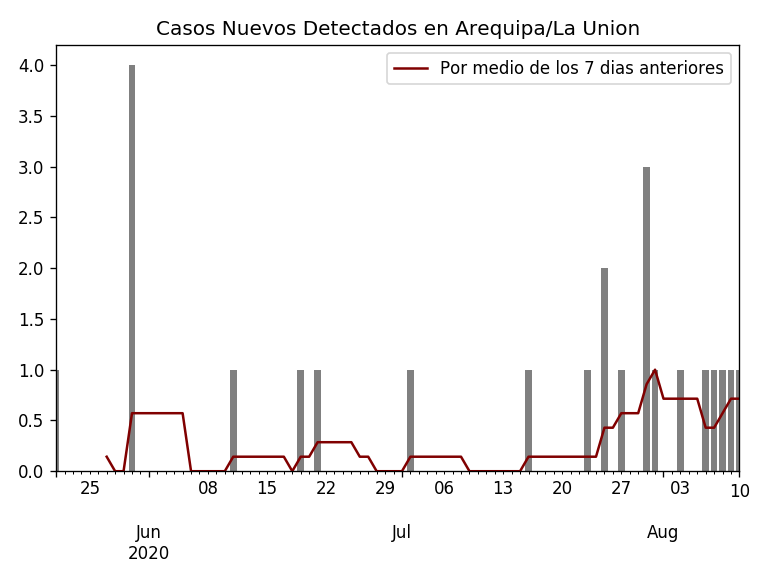 Casos Nuevos Detectados en Arequipa/La Union
Por medio de los 7 dias anteriores
4.0
3.5
3.0
2.5
2.0
1.5
1.0
0.5
0.0
25 08 15 22 29 06 13 20 27 03 10
Jun Jul Aug
2020